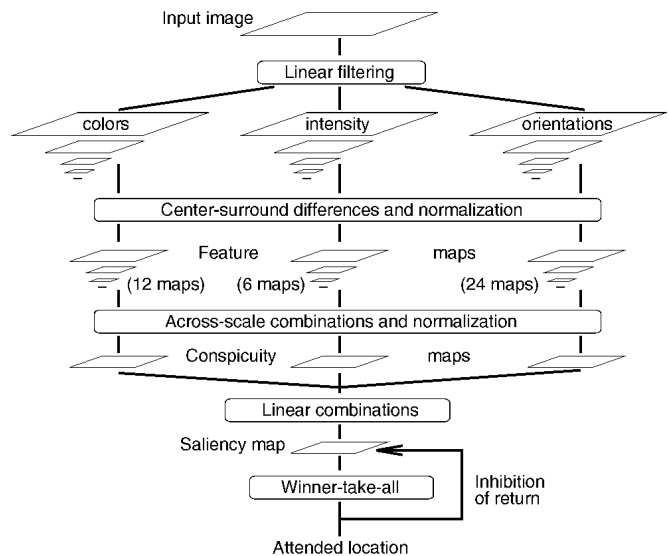 Input image
Linear filtering
colors intensity orientations
Center-surround differences and normalization
Feature maps
(12 maps) (6 maps) (24 maps)
Across-scale combinations and normalization
Conspicuity maps
Linear combinations
Saliency map
Winner-take-all
Inhibition
of return
Attended location